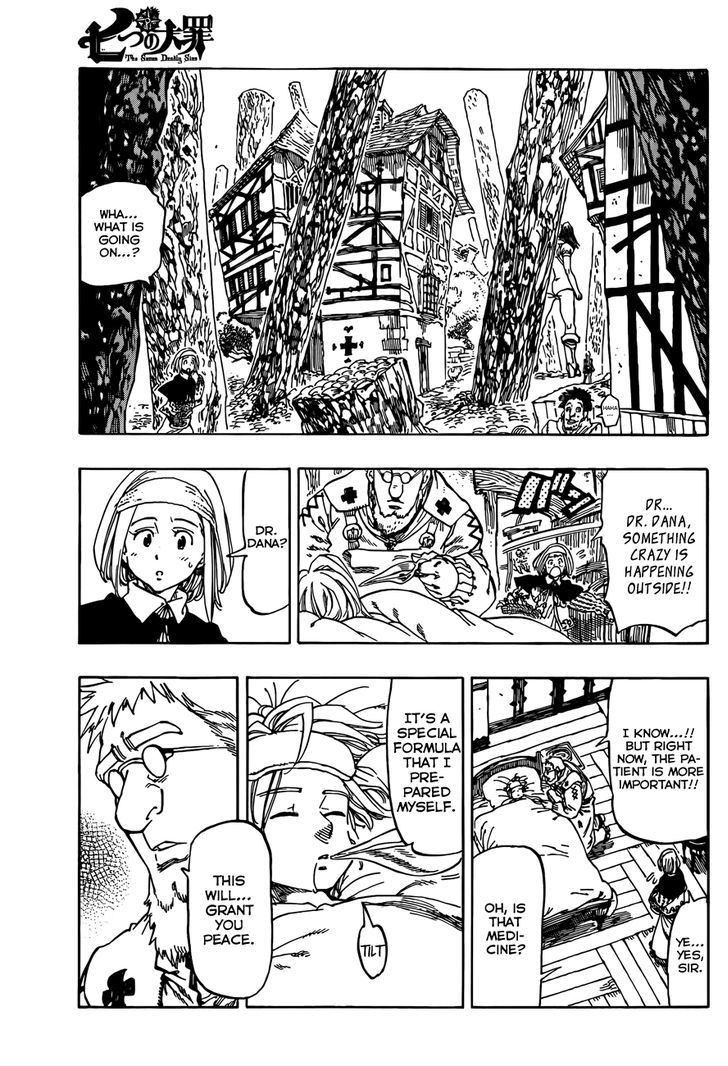 七つの大罪
The Seven Deadly Sins
WHA...
WHAT IS
GOING
ON...?
HAHA
DR...
DR. DANA,
SOMETHING
CRAZY IS
HAPPENING
OUTSIDE!!
DR.
DANA?
I KNOW...!!
BUT RIGHT
NOW, THE PA-
TIENT IS MORE
IMPORTANT!!
YE...
YES,
SIR.
OH, IS
THAT
MEDI-
CINE?
IT'S A
SPECIAL
FORMULA
THAT I
PRE-
PARED
MYSELF.
TILT
THIS
WILL...
GRANT
YOU
PEACE.